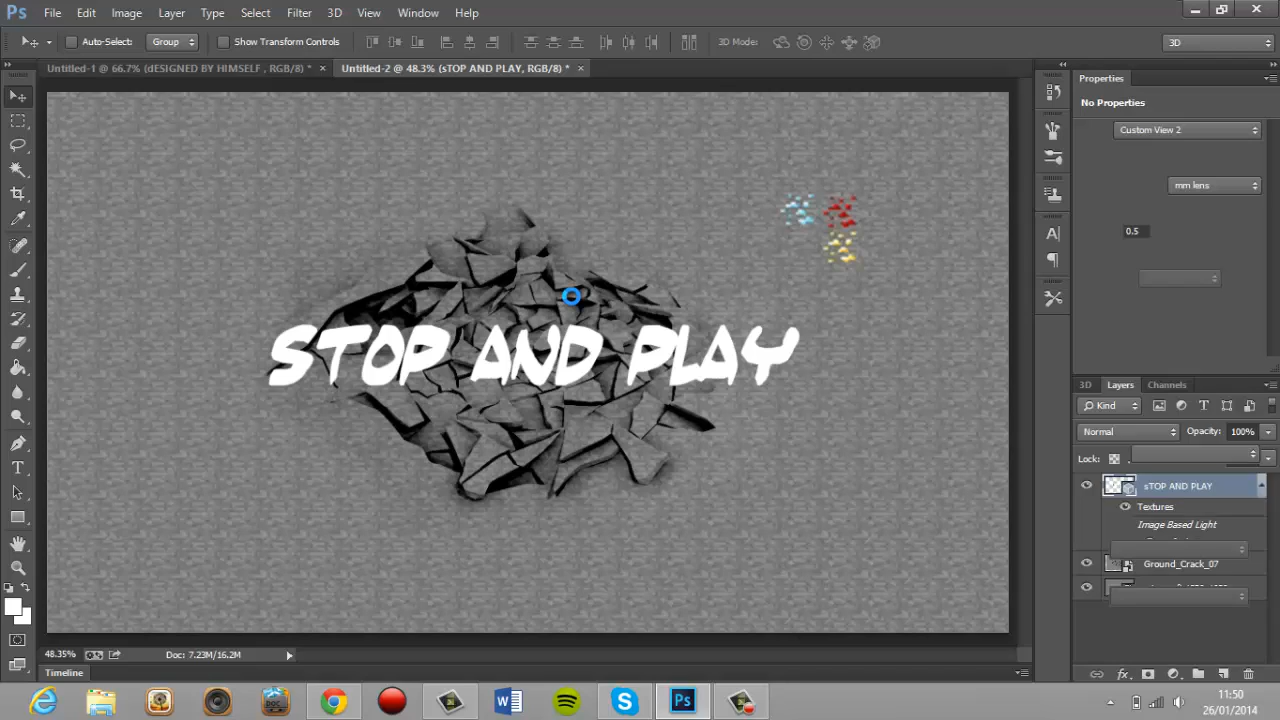 Ps File Edit Image Layer Type Select Filter 3D View Window Help
Auto-Select: Group Show Transform Controls 3D Mode: 3D
Untitled-1 @ 66.7% (dESIGNED BY HIMSELF , RGB/8) * × Untitled-2 @ 48.3% (sTOP AND PLAY, RGB/8) * ×
Properties
No Properties
Custom View 2
mm lens
0.5
STOP AND PLAY
3D Layers Channels
Kind
Normal Opacity: 100%
Lock:
sTOP AND PLAY
Textures
Image Based Light
Ground_Crack_07
48.35% Doc: 7.23M/16.2M
Timeline
11:50
26/01/2014